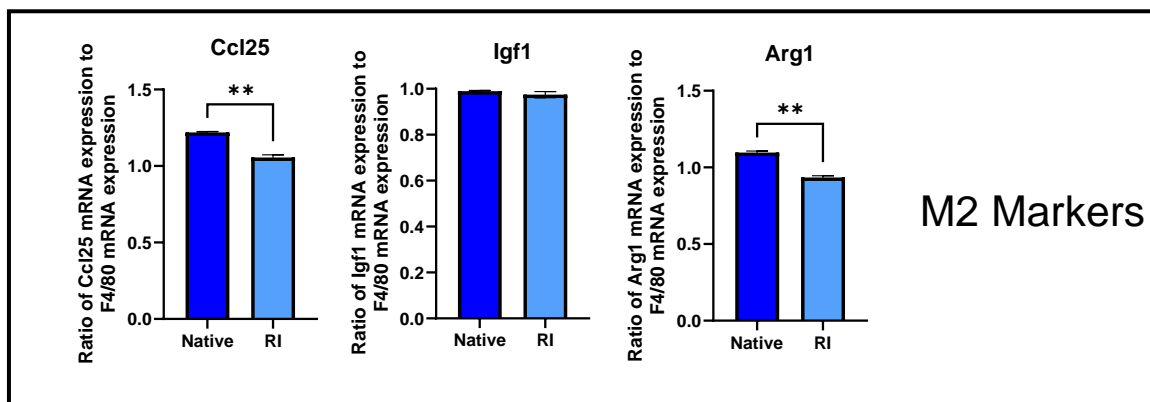 Ccl25
Ratio of Ccl25 mRNA expression to
F4/80 mRNA expression
1.5
1.0
0.5
0.0
**
Native
RI
Igf1
Ratio of Igf1 mRNA expression to
F4/80 mRNA expression
1.0
0.8
0.6
0.4
0.2
0.0
Native
RI
Arg1
Ratio of Arg1 mRNA expression to
F4/80 mRNA expression
1.5
1.0
0.5
0.0
**
Native
RI
M2 Markers